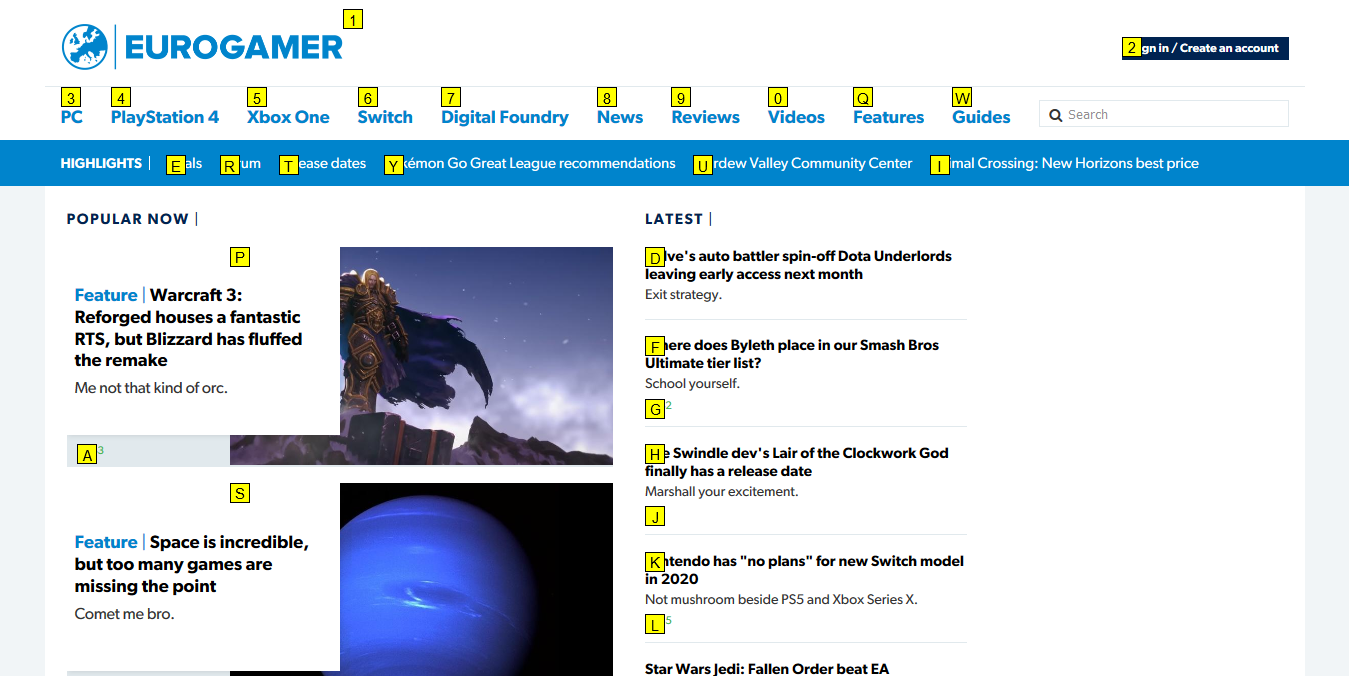 1
EUROGAMER
2 gn in / Create an account
3 4 5 6 7 8 9 0 Q W
PC PlayStation 4 Xbox One Switch Digital Foundry News Reviews Videos Features Guides Search
HIGHLIGHTS | E als R um T ease dates Y kémon Go Great League recommendations U rdew Valley Community Center I mal Crossing: New Horizons best price
POPULAR NOW |
P
Feature | Warcraft 3:
Reforged houses a fantastic
RTS, but Blizzard has fluffed
the remake
Me not that kind of orc.
A 3
S
Feature | Space is incredible,
but too many games are
missing the point
Comet me bro.
LATEST |
D lve's auto battler spin-off Dota Underlords
leaving early access next month
Exit strategy.
F here does Byleth place in our Smash Bros
Ultimate tier list?
School yourself.
G 2
H e Swindle dev's Lair of the Clockwork God
finally has a release date
Marshall your excitement.
J
K ntendo has "no plans" for new Switch model
in 2020
Not mushroom beside PS5 and Xbox Series X.
L 5
Star Wars Jedi: Fallen Order beat EA